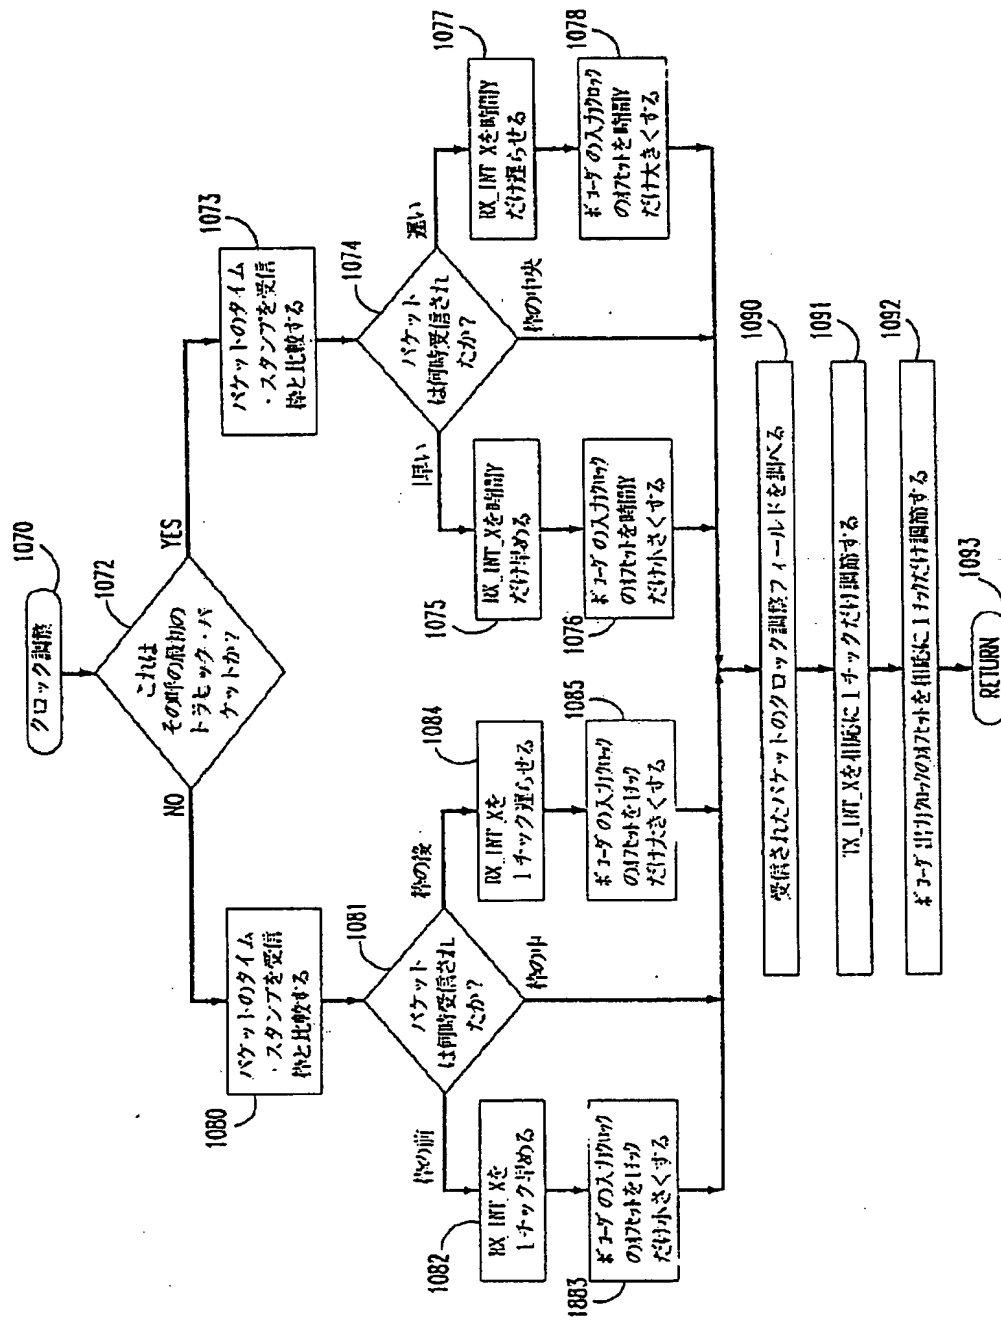 クロック調整
1070
これは
その呼の最初の
トラヒック・パ
ケットか?
1072
NO
YES
パケットのタイム
・スタンプを受信
枠と比較する
1080
パケット
は何時受信され
たか?
1081
枠の前
枠の中
枠の後
RX_INT_Xを
1チック早める
1082
ボコーダの入力クロック
のオフセットを1チック
だけ小さくする
1883
RX_INT_Xを
1チック遅らせる
1084
ボコーダの入力クロック
のオフセットを1チック
だけ大きくする
1085
パケットのタイム
・スタンプを受信
枠と比較する
1073
パケット
は何時受信され
たか?
1074
早い
枠の中央
遅い
RX_INT_Xを時間Y
だけ早める
1075
ボコーダの入力クロック
のオフセットを時間Y
だけ小さくする
1076
RX_INT_Xを時間Y
だけ遅らせる
1077
ボコーダの入力クロック
のオフセットを時間Y
だけ大きくする
1078
受信されたパケットのクロック調整フィールドを調べる
1090
TX_INT_Xを相応に1チックだけ調節する
1091
ボコーダ出力クロックのオフセットを相応に1チックだけ調節する
1092
RETURN
1093